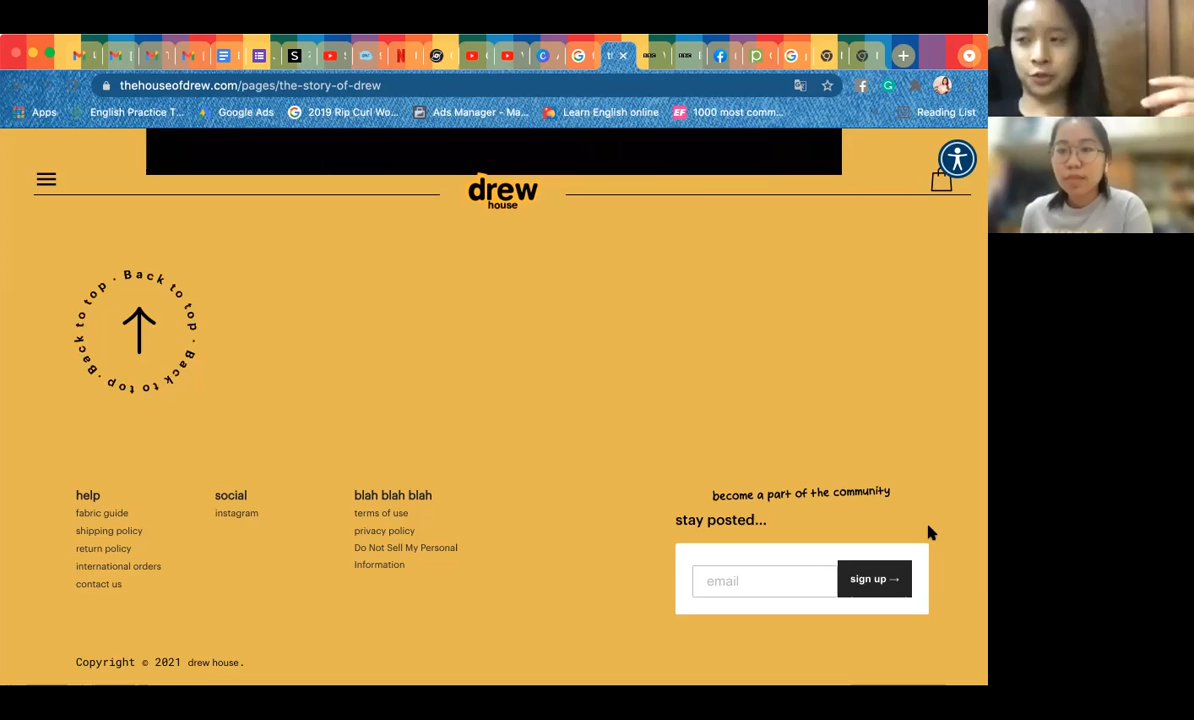 thehouseofdrew.com/pages/the-story-of-drew
Apps
English Practice T...
Google Ads
2019 Rip Curl Wo...
Ads Manager - Ma...
Learn English online
EF
1000 most comm...
Reading List
drew
house
Back to top . Back to top . Back to top . Back to top
help
fabric guide
shipping policy
return policy
international orders
contact us
social
instagram
blah blah blah
terms of use
privacy policy
Do Not Sell My Personal
Information
become a part of the community
stay posted...
email
sign up →
Copyright © 2021 drew house.